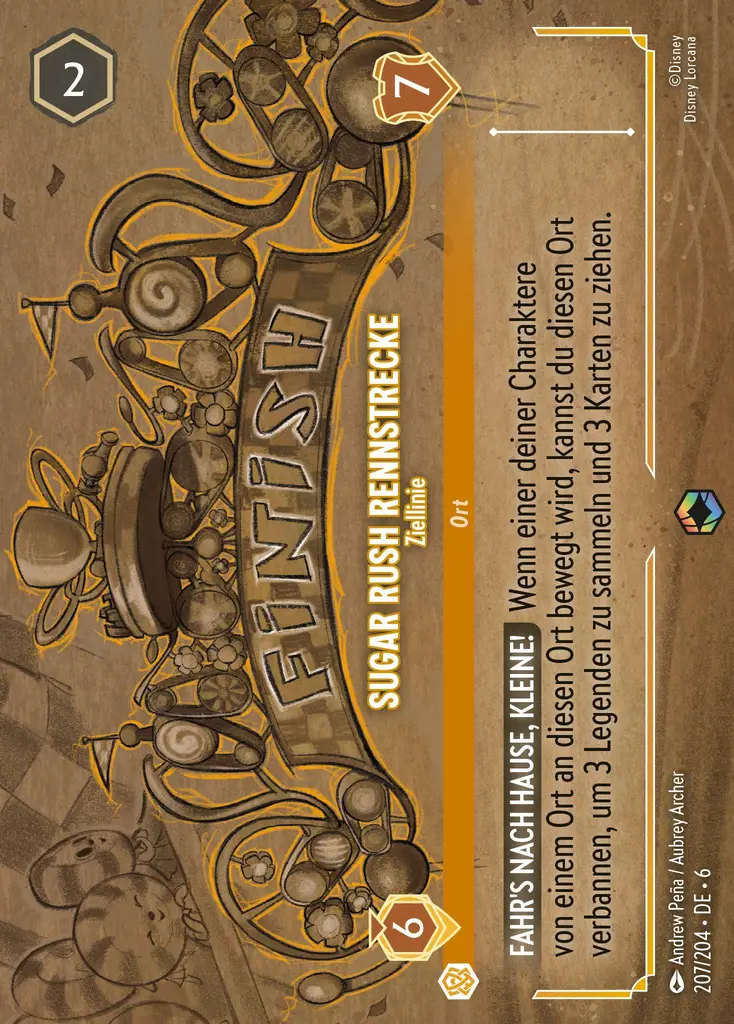 2
FINISH
SUGAR RUSH RENNSTRECKE
Ziellinie
6
7
Ort
FAHR'S NACH HAUSE, KLEINE! Wenn einer deiner Charaktere
von einem Ort an diesen Ort bewegt wird, kannst du diesen Ort
verbannen, um 3 Legenden zu sammeln und 3 Karten zu ziehen.
Andrew Peña / Aubrey Archer
207/204 • DE • 6
©Disney
Disney Lorcana